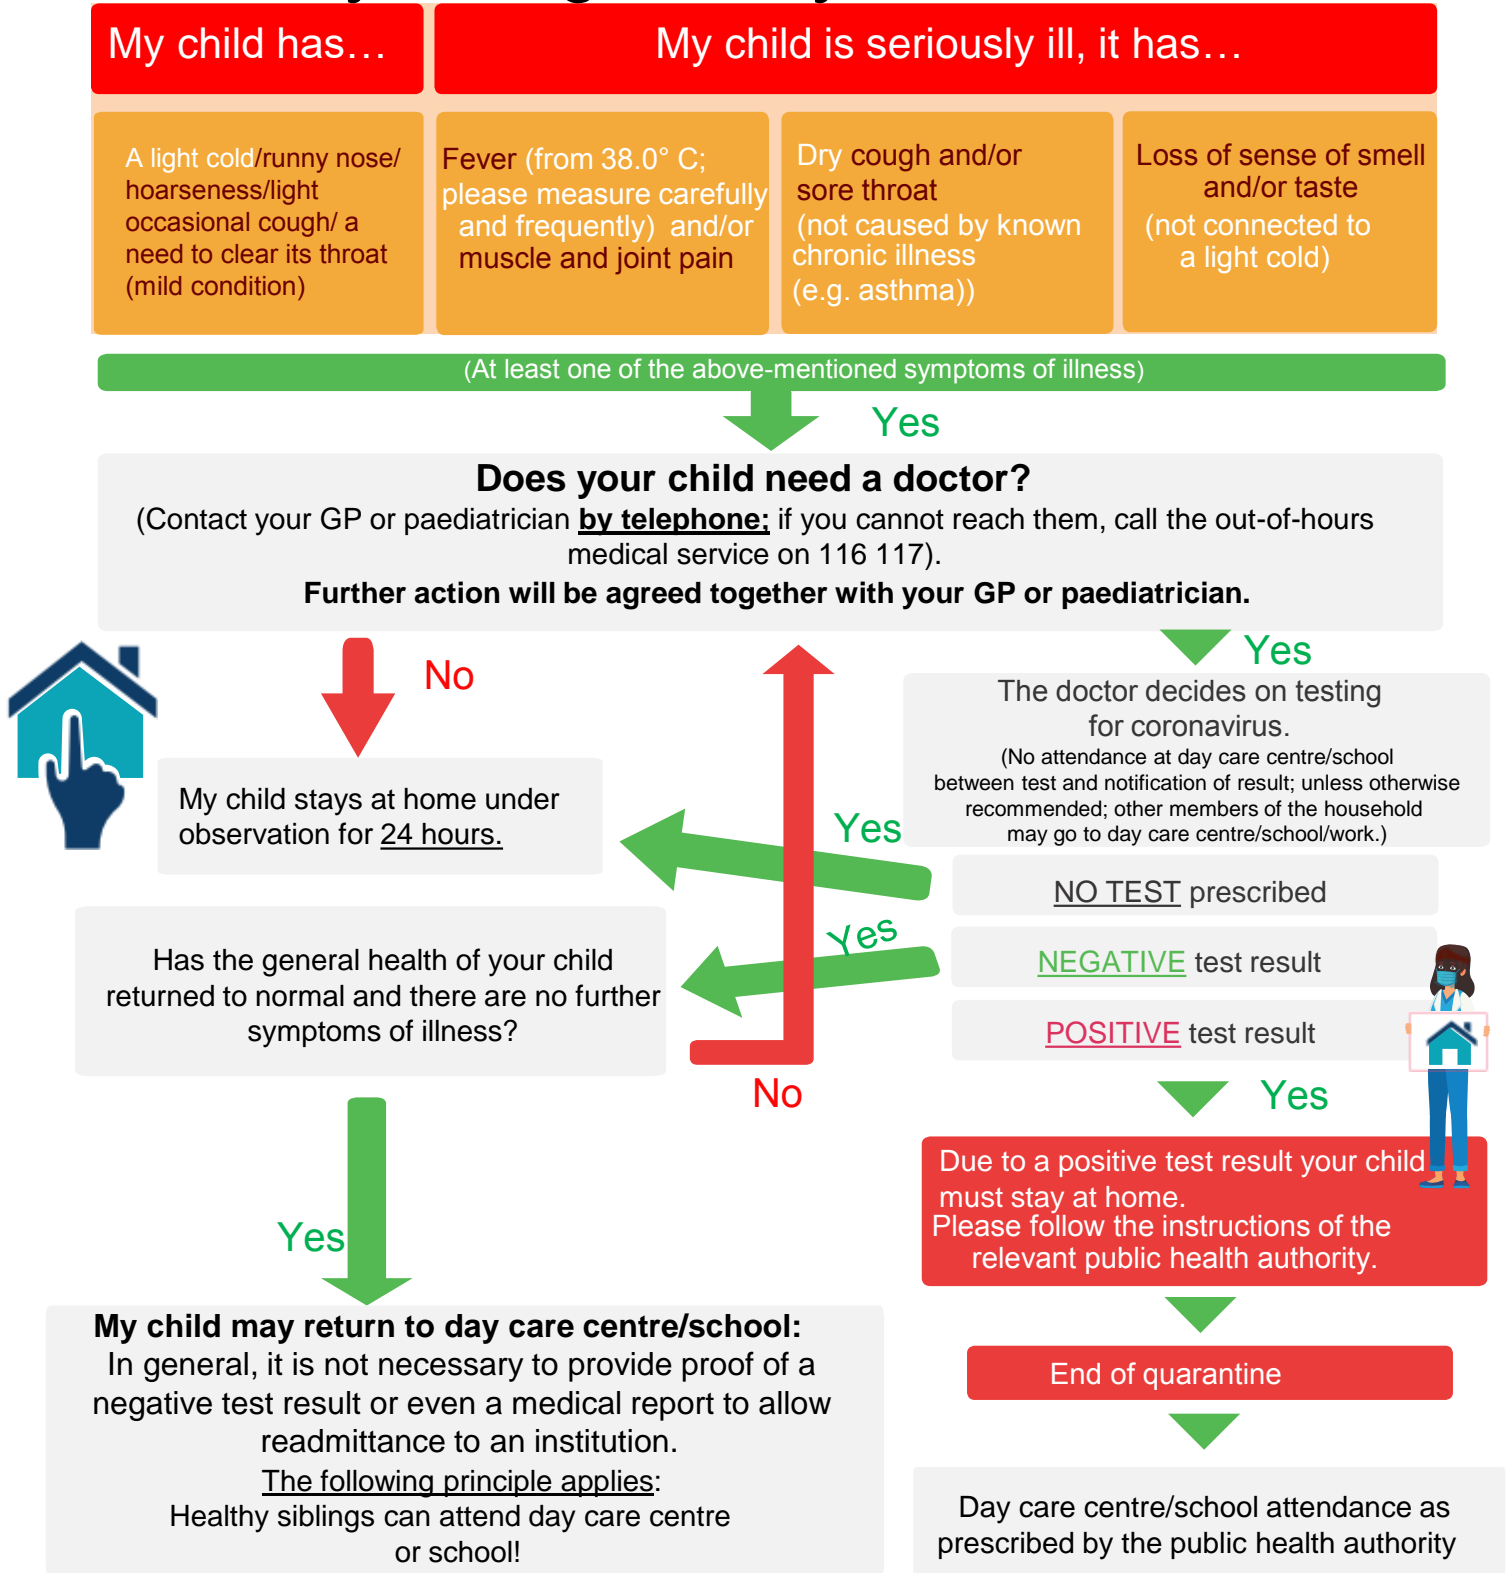 My child has...
My child is seriously ill, it has...
A light cold/runny nose/
hoarseness/light
occasional cough/ a
need to clear its throat
(mild condition)
Fever (from 38.0° C;
please measure carefully
and frequently) and/or
muscle and joint pain
Dry cough and/or
sore throat
(not caused by known
chronic illness
(e.g. asthma))
Loss of sense of smell
and/or taste
(not connected to
a light cold)
(At least one of the above-mentioned symptoms of illness)
Yes
Does your child need a doctor?
(Contact your GP or paediatrician by telephone; if you cannot reach them, call the out-of-hours
medical service on 116 117).
Further action will be agreed together with your GP or paediatrician.
No
Yes
The doctor decides on testing
for coronavirus.
(No attendance at day care centre/school
between test and notification of result; unless otherwise
recommended; other members of the household
may go to day care centre/school/work.)
My child stays at home under
observation for 24 hours.
Yes
NO TEST prescribed
Yes
NEGATIVE test result
Has the general health of your child
returned to normal and there are no further
symptoms of illness?
POSITIVE test result
No
Yes
Due to a positive test result your child
must stay at home.
Please follow the instructions of the
relevant public health authority.
Yes
My child may return to day care centre/school:
In general, it is not necessary to provide proof of a
negative test result or even a medical report to allow
readmittance to an institution.
The following principle applies:
Healthy siblings can attend day care centre
or school!
End of quarantine
Day care centre/school attendance as
prescribed by the public health authority